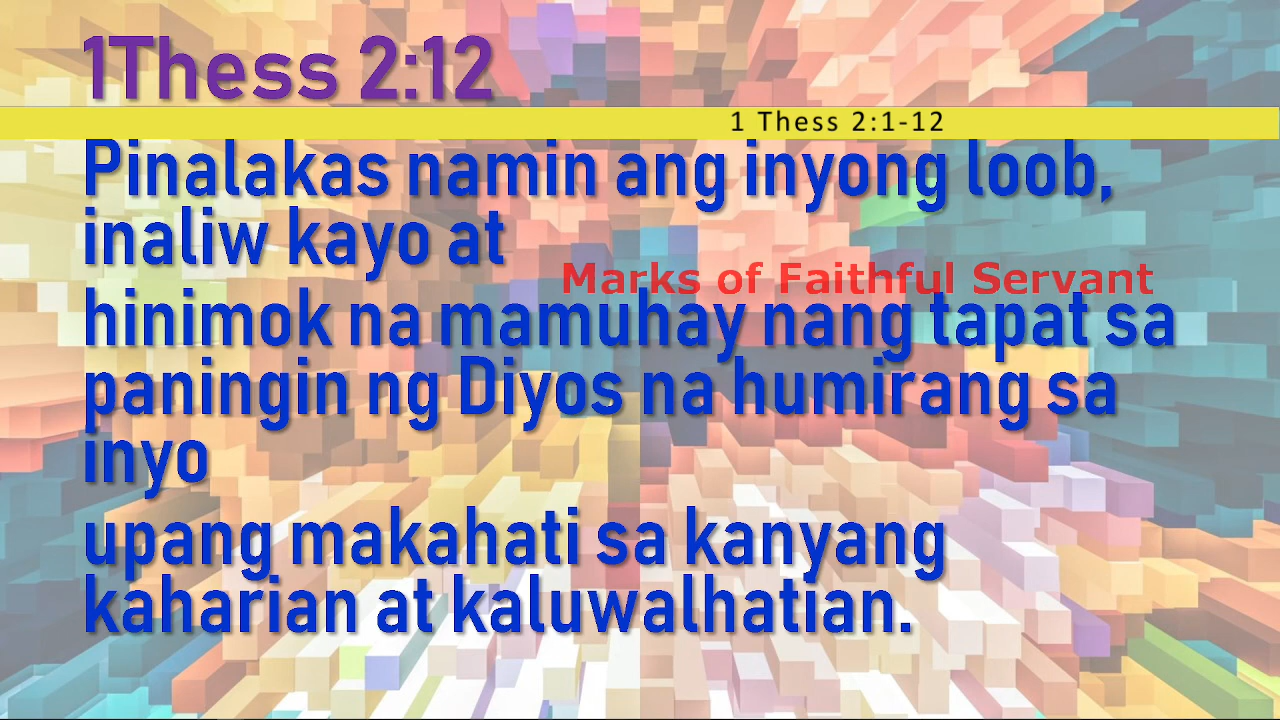 1Thess 2:12
1 Thess 2:1-12
Pinalakas namin ang inyong loob,
inaliw kayo at
Marks of Faithful Servant
hinimok na mamuhay nang tapat sa
paningin ng Diyos na humirang sa
inyo
upang makahati sa kanyang
kaharian at kaluwalhatian.